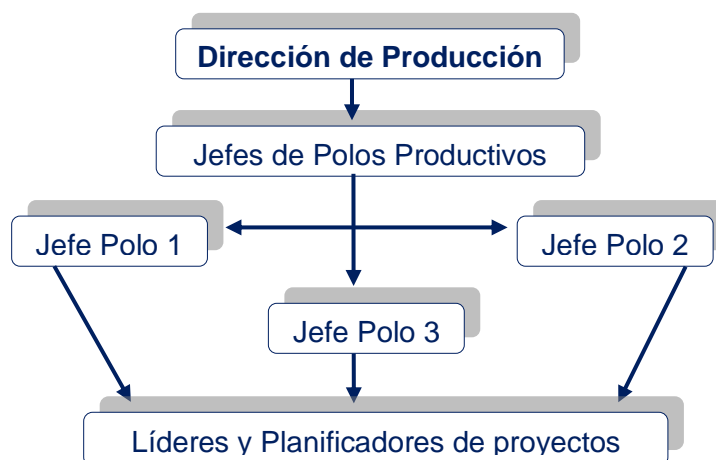 Dirección de Producción
Jefes de Polos Productivos
Jefe Polo 1
Jefe Polo 2
Jefe Polo 3
Líderes y Planificadores de proyectos